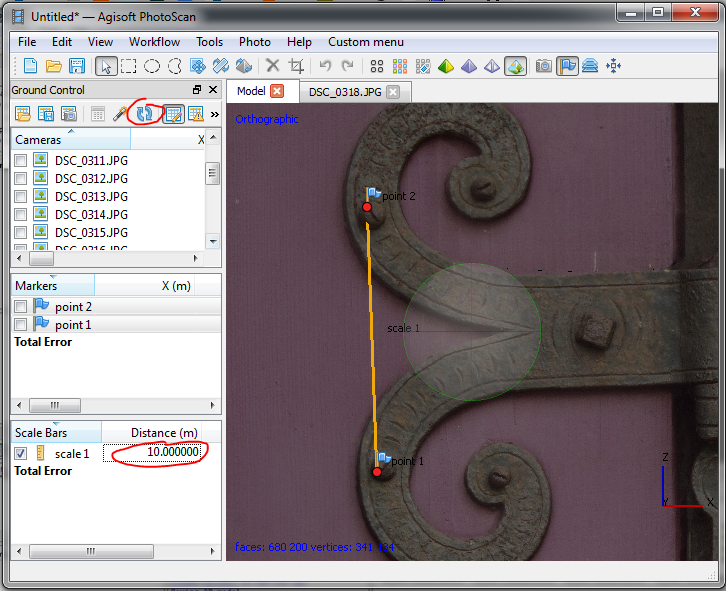 Untitled* — Agisoft PhotoScan
File Edit View Workflow Tools Photo Help Custom menu
Ground Control
Model DSC_0318.JPG
Cameras X
DSC_0311.JPG
DSC_0312.JPG
DSC_0313.JPG
DSC_0314.JPG
DSC_0315.JPG
DSC_0316.JPG
Markers X (m)
point 2
point 1
Total Error
Scale Bars Distance (m)
scale 1 10.000000
Total Error
Orthographic
point 2
scale 1
point 1
Z
Y X
faces: 680 200 vertices: 341 434